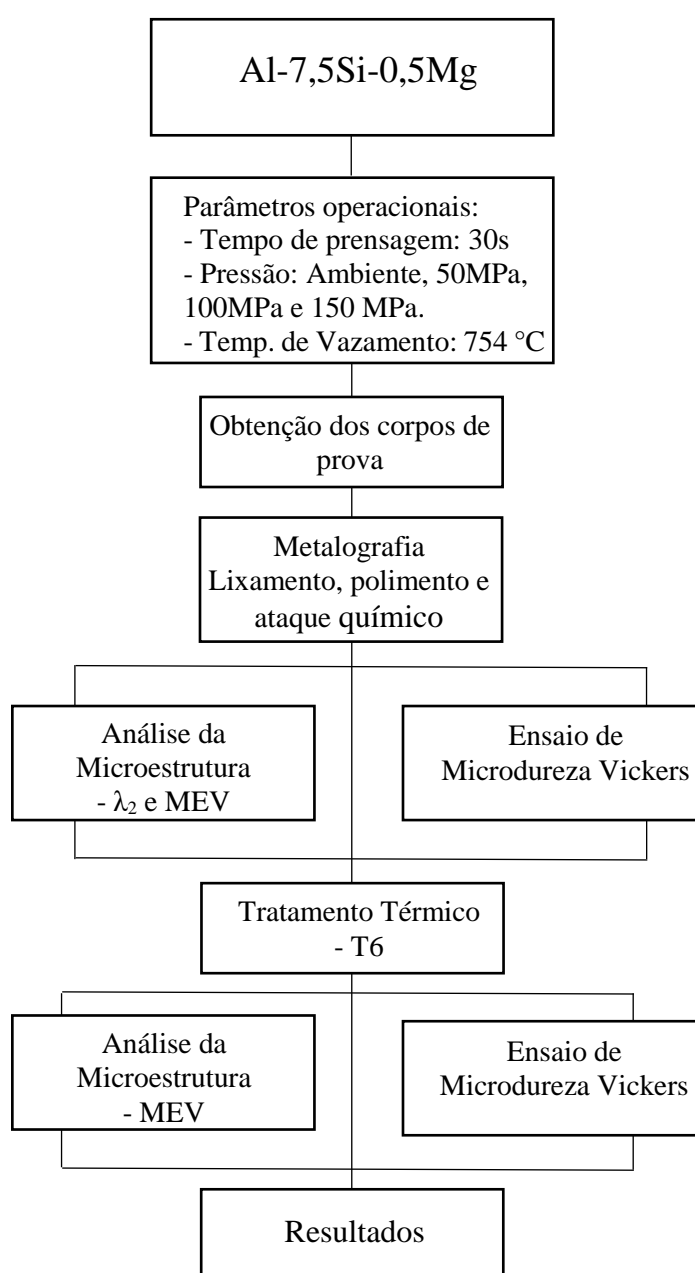 Al-7,5Si-0,5Mg
Parâmetros operacionais:
- Tempo de prensagem: 30s
- Pressão: Ambiente, 50MPa,
100MPa e 150 MPa.
- Temp. de Vazamento: 754 °C
Obtenção dos corpos de
prova
Metalografia
Lixamento, polimento e
ataque químico
Análise da
Microestrutura
- λ₂ e MEV
Ensaio de
Microdureza Vickers
Tratamento Térmico
- T6
Análise da
Microestrutura
- MEV
Ensaio de
Microdureza Vickers
Resultados